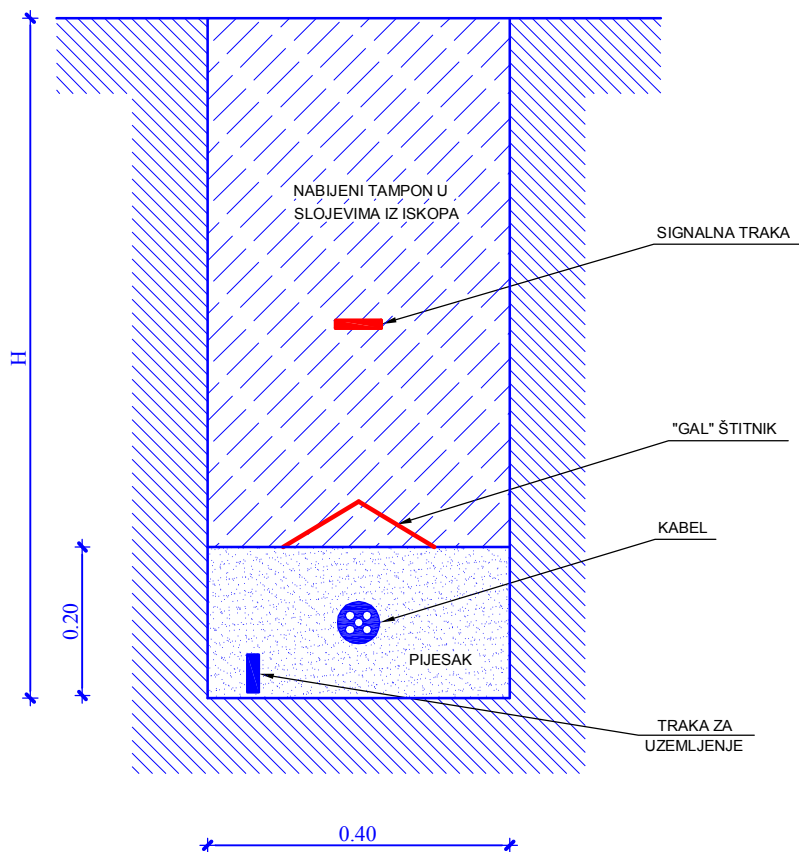 NABIJENI TAMPON U
SLOJEVIMA IZ ISKOPA
SIGNALNA TRAKA
H
"GAL" ŠTITNIK
KABEL
0.20
PIJESAK
TRAKA ZA
UZEMLJENJE
0.40